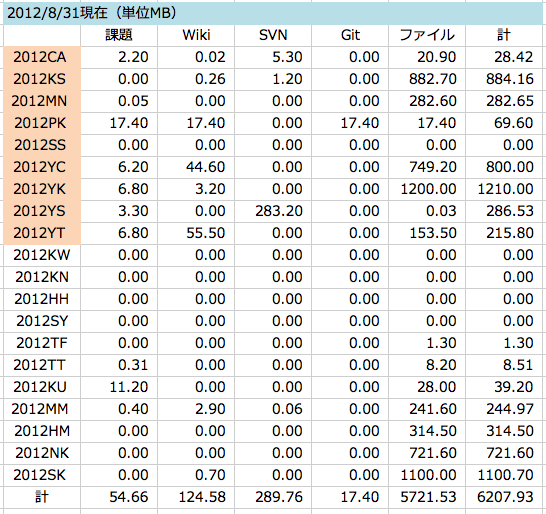 2012/8/31現在（単位MB）
課題 Wiki SVN Git ファイル 計
2012CA 2.20 0.02 5.30 0.00 20.90 28.42
2012KS 0.00 0.26 1.20 0.00 882.70 884.16
2012MN 0.05 0.00 0.00 0.00 282.60 282.65
2012PK 17.40 17.40 0.00 17.40 17.40 69.60
2012SS 0.00 0.00 0.00 0.00 0.00 0.00
2012YC 6.20 44.60 0.00 0.00 749.20 800.00
2012YK 6.80 3.20 0.00 0.00 1200.00 1210.00
2012YS 3.30 0.00 283.20 0.00 0.03 286.53
2012YT 6.80 55.50 0.00 0.00 153.50 215.80
2012KW 0.00 0.00 0.00 0.00 0.00 0.00
2012KN 0.00 0.00 0.00 0.00 0.00 0.00
2012HH 0.00 0.00 0.00 0.00 0.00 0.00
2012SY 0.00 0.00 0.00 0.00 0.00 0.00
2012TF 0.00 0.00 0.00 0.00 1.30 1.30
2012TT 0.31 0.00 0.00 0.00 8.20 8.51
2012KU 11.20 0.00 0.00 0.00 28.00 39.20
2012MM 0.40 2.90 0.06 0.00 241.60 244.97
2012HM 0.00 0.00 0.00 0.00 314.50 314.50
2012NK 0.00 0.00 0.00 0.00 721.60 721.60
2012SK 0.00 0.70 0.00 0.00 1100.00 1100.70
計 54.66 124.58 289.76 17.40 5721.53 6207.93